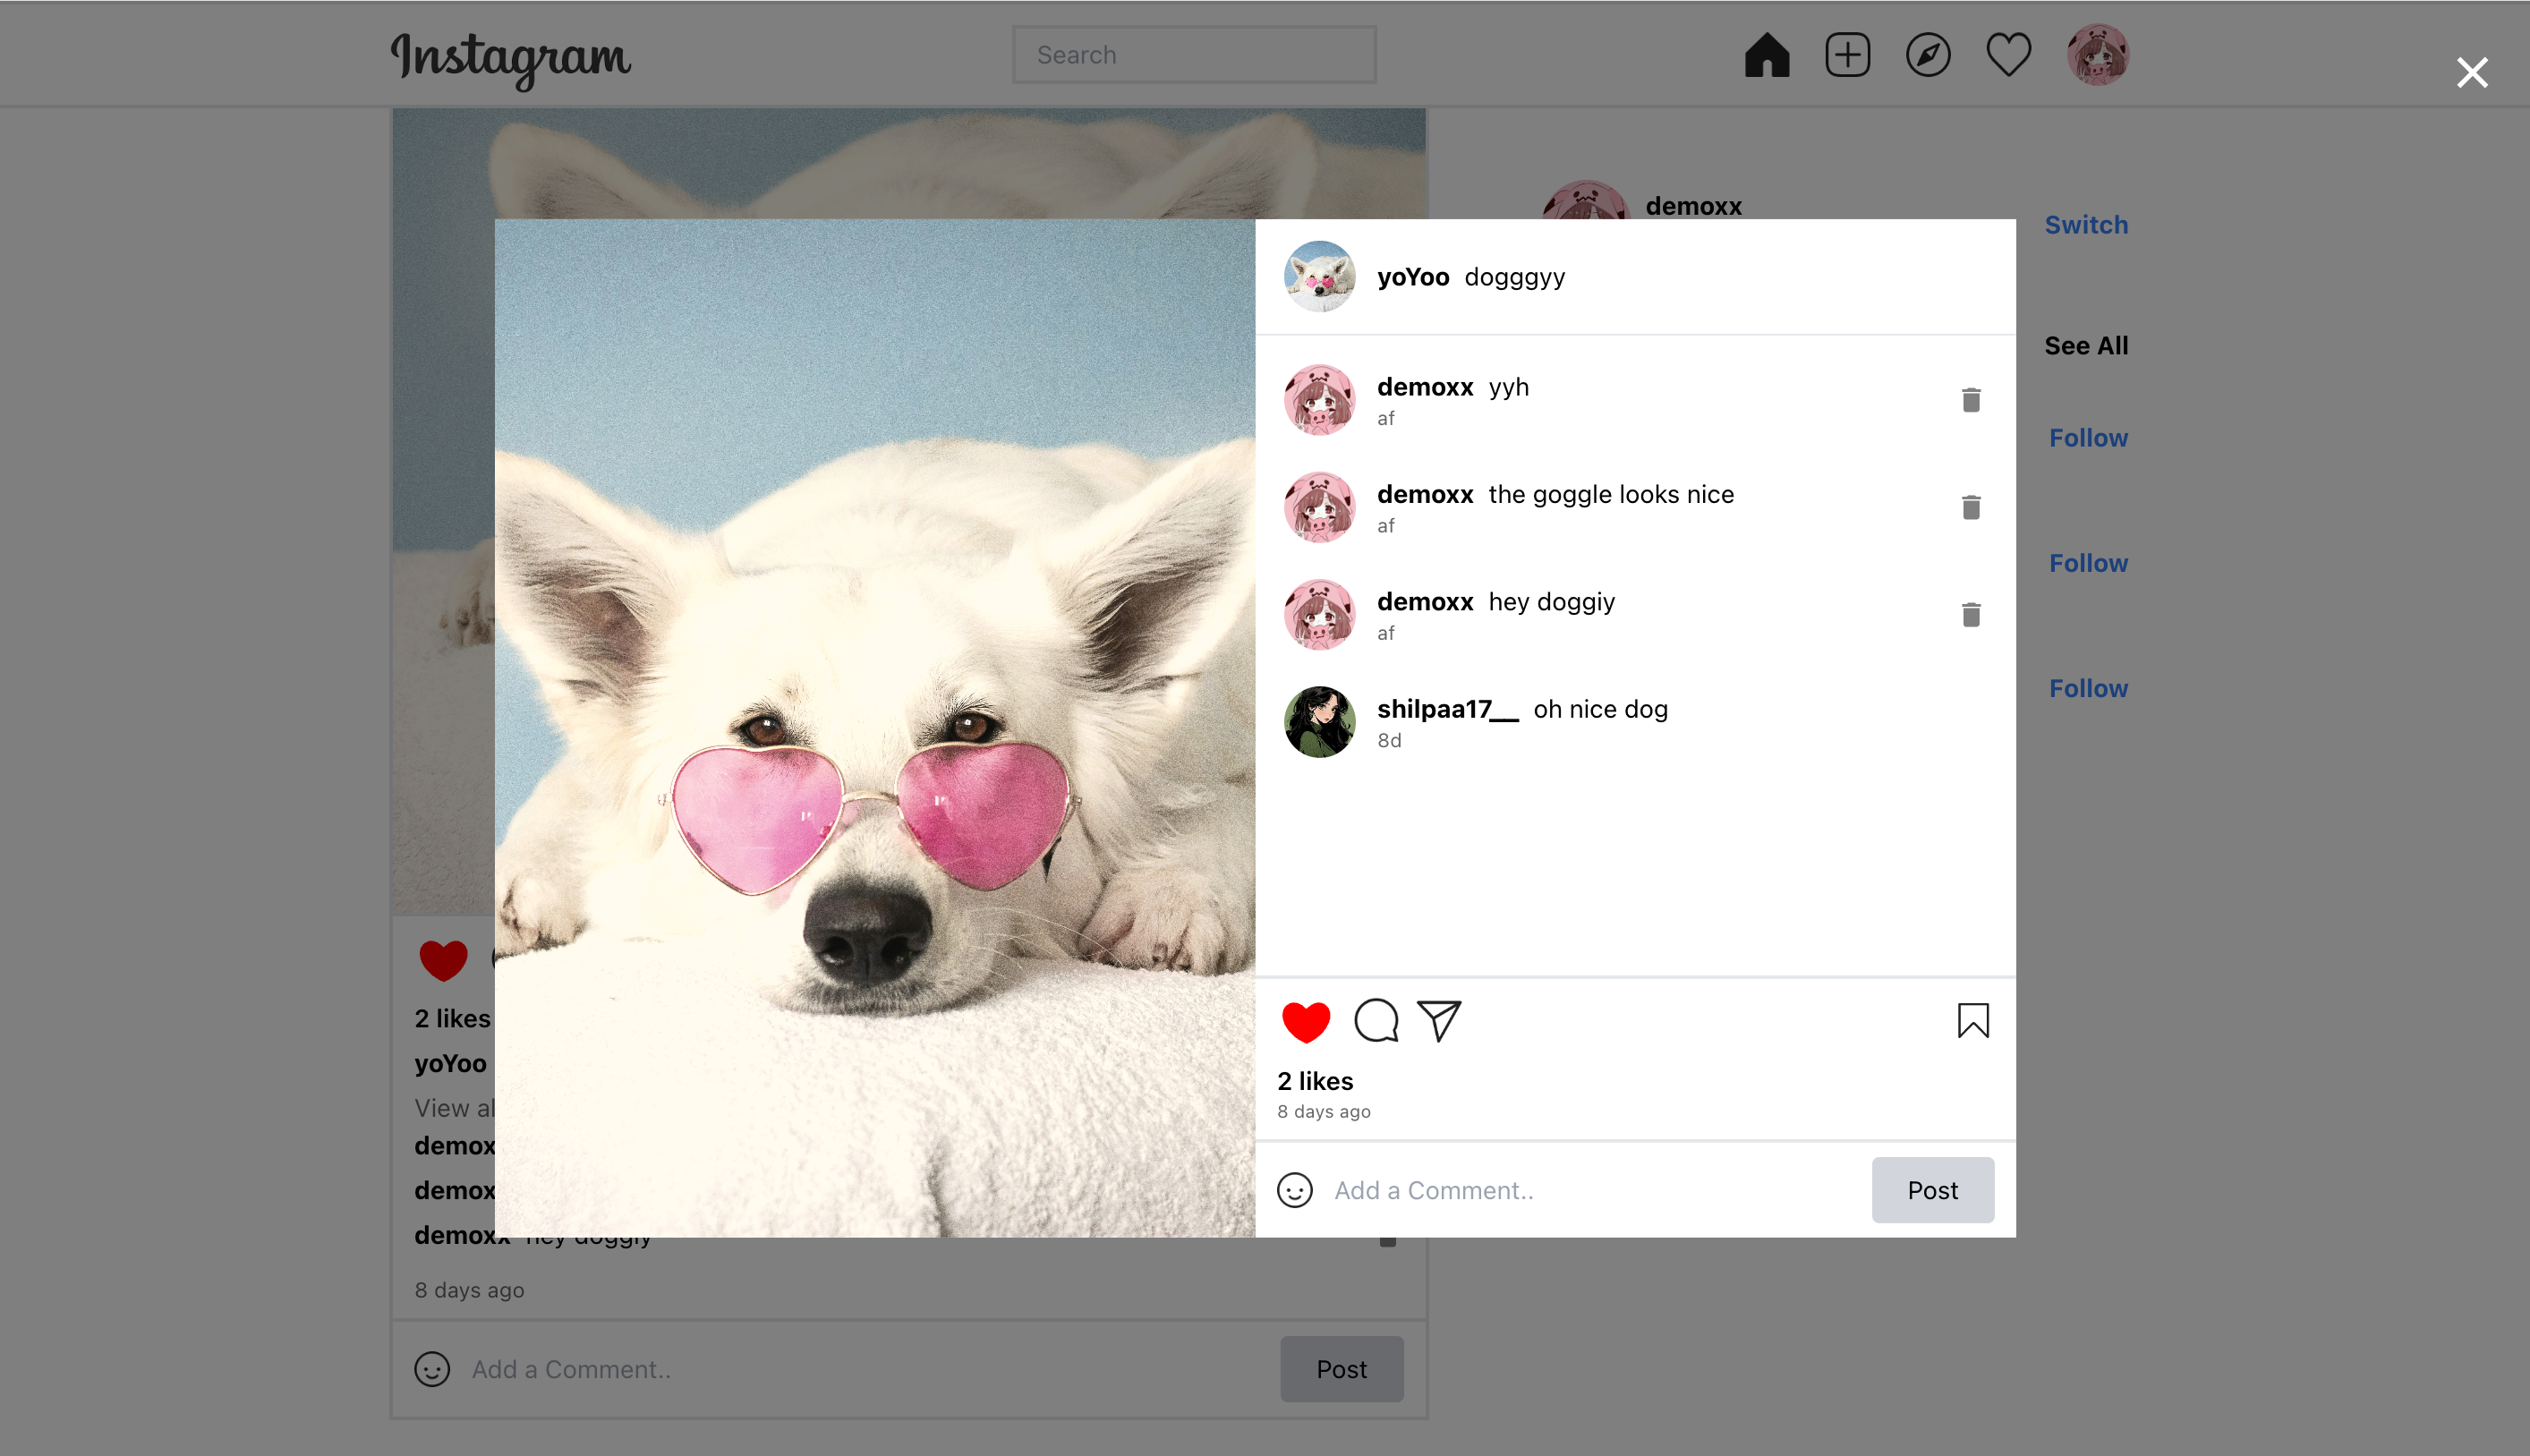 Instagram
Search
demoxx
Switch
See All
Follow
Follow
Follow
yoYoo dogggyy
demoxx yyh
af
demoxx the goggle looks nice
af
demoxx hey doggiy
af
shilpaa17__ oh nice dog
8d
2 likes
8 days ago
Add a Comment..
Post
2 likes
yoYoo
View al
demox
demox
demoxx hey doggiy
8 days ago
Add a Comment..
Post